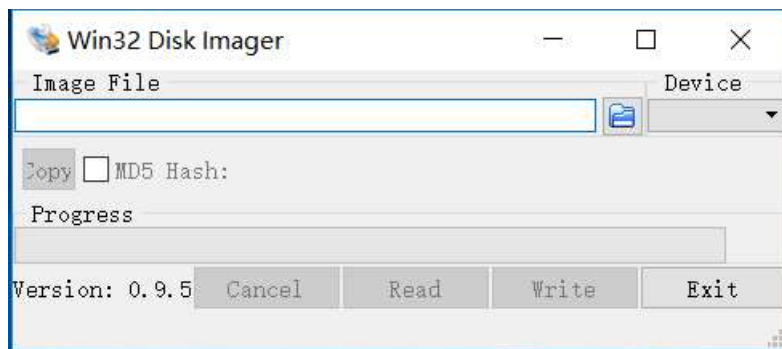 Win32 Disk Imager
Image File Device
Copy MD5 Hash:
Progress
Version: 0.9.5 Cancel Read Write Exit